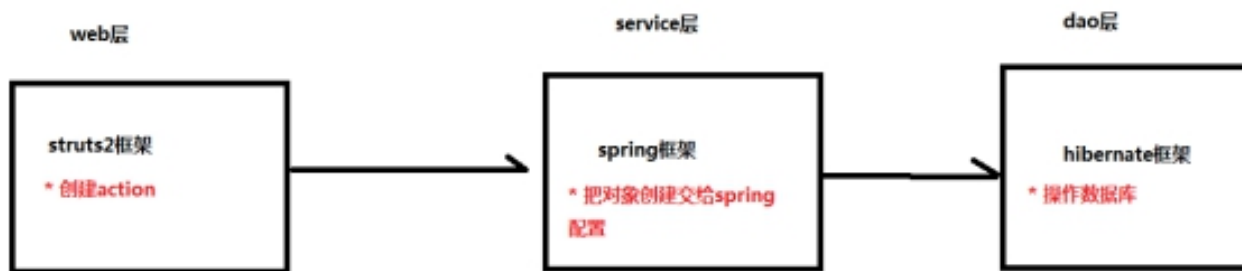 web层
service层
dao层
struts2框架
* 创建action
spring框架
* 把对象创建交给spring
配置
hibernate框架
* 操作数据库